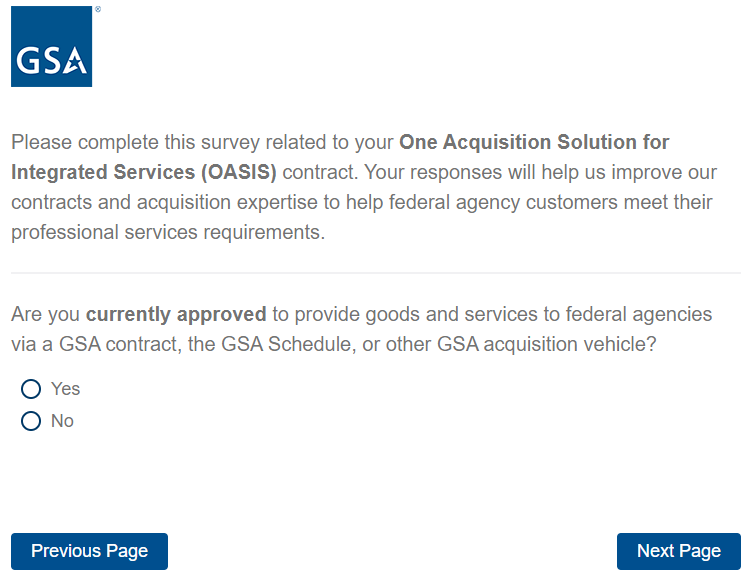 GSA
®
Please complete this survey related to your One Acquisition Solution for
Integrated Services (OASIS) contract. Your responses will help us improve our
contracts and acquisition expertise to help federal agency customers meet their
professional services requirements.
Are you currently approved to provide goods and services to federal agencies
via a GSA contract, the GSA Schedule, or other GSA acquisition vehicle?
Yes
No
Previous Page
Next Page